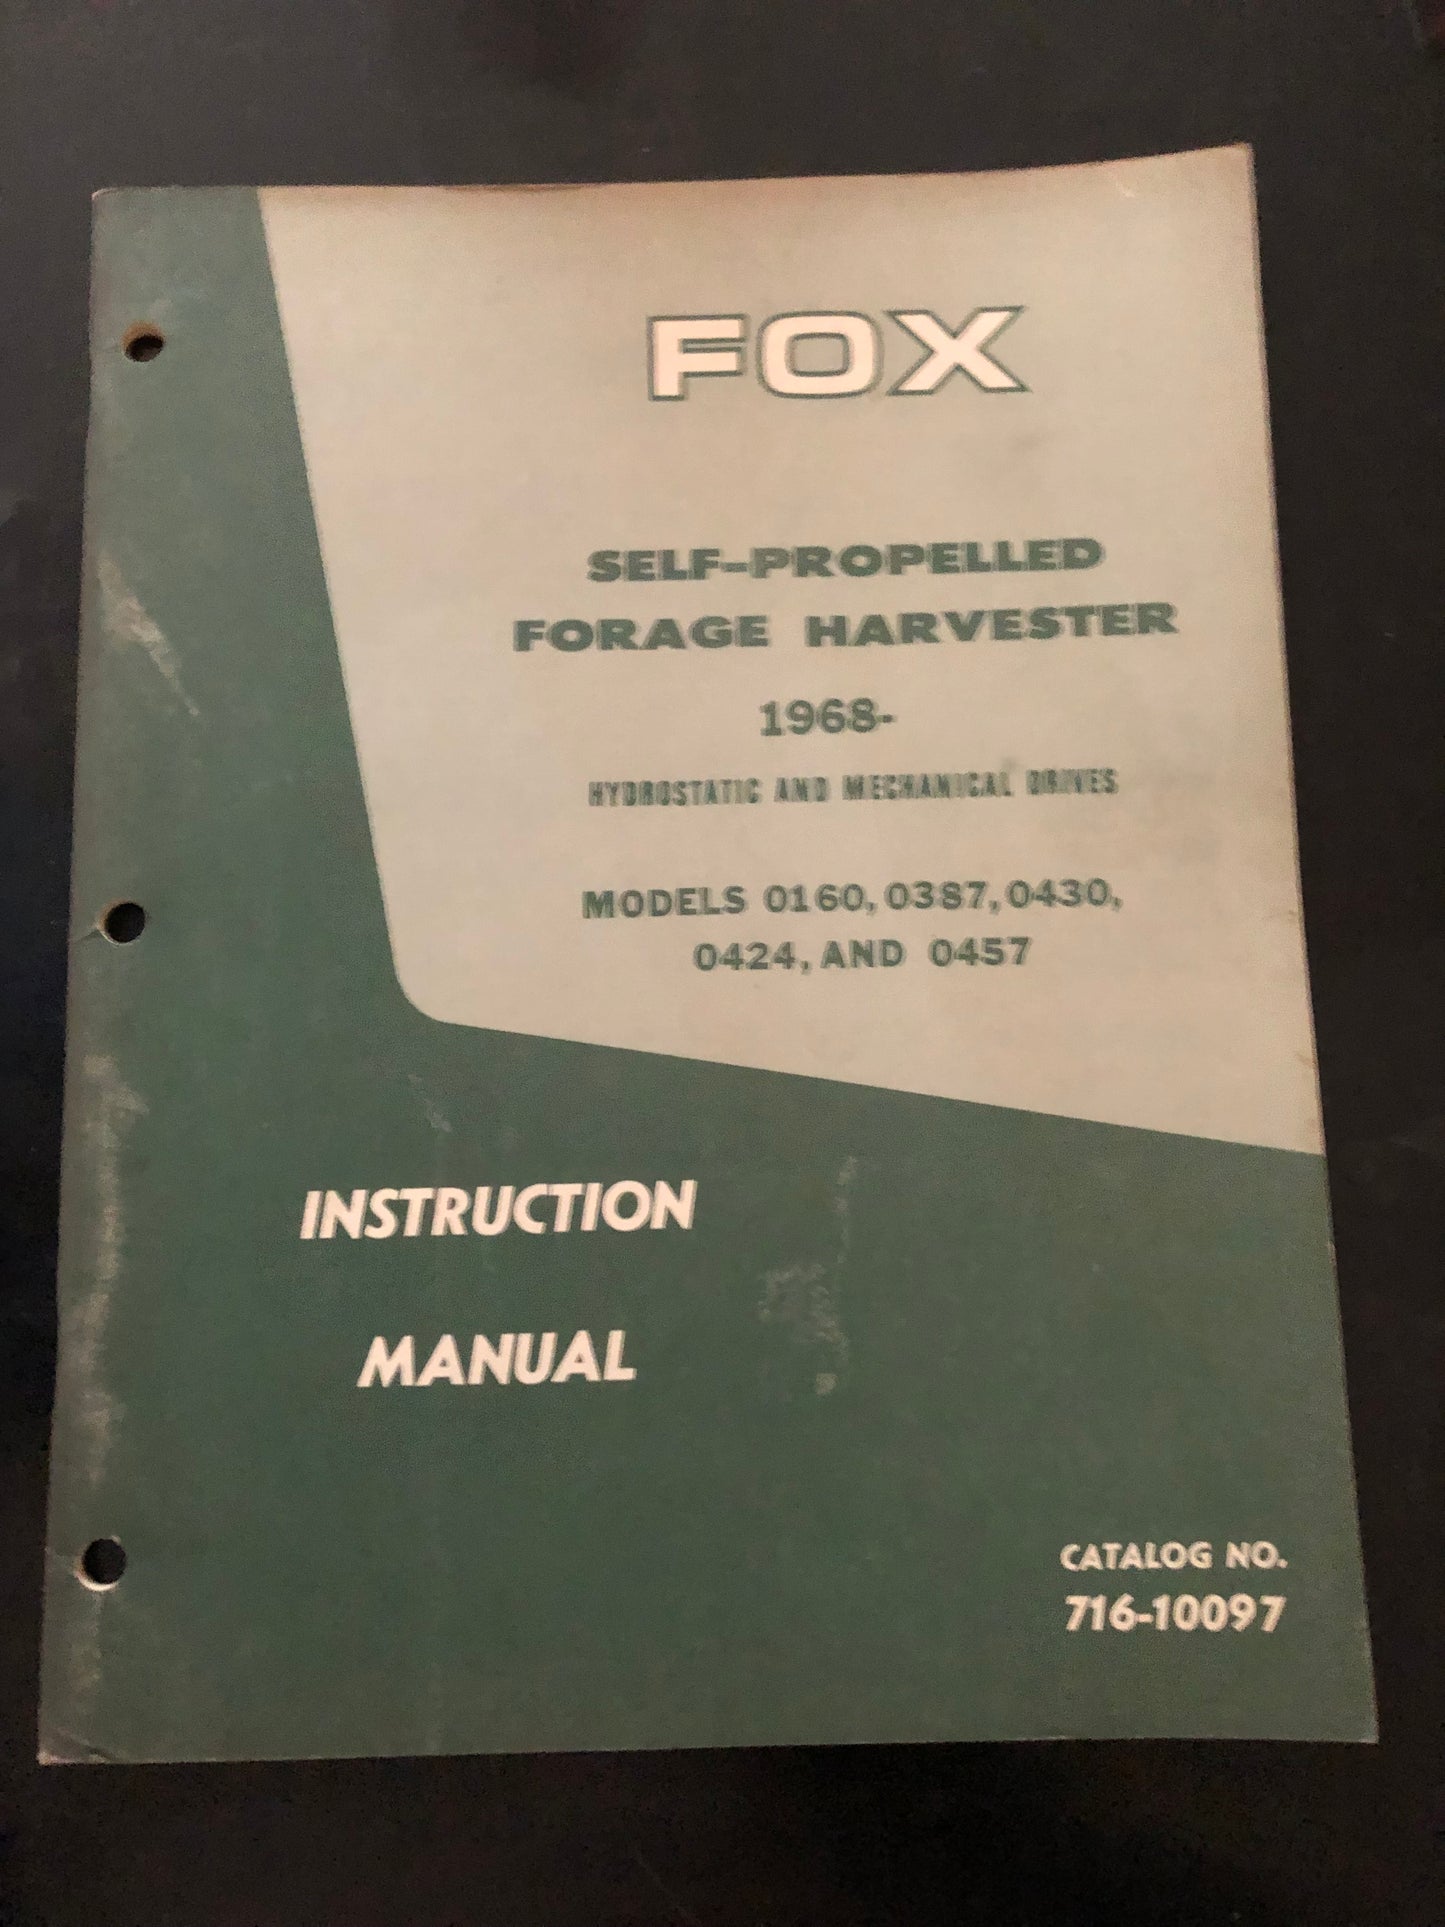 FOX
SELF-PROPELLED
FORAGE HARVESTER
1968-
HYDROSTATIC AND MECHANICAL DRIVES
MODELS 0160, 0387, 0430,
0424, AND 0457
INSTRUCTION
MANUAL
CATALOG NO.
716-10097